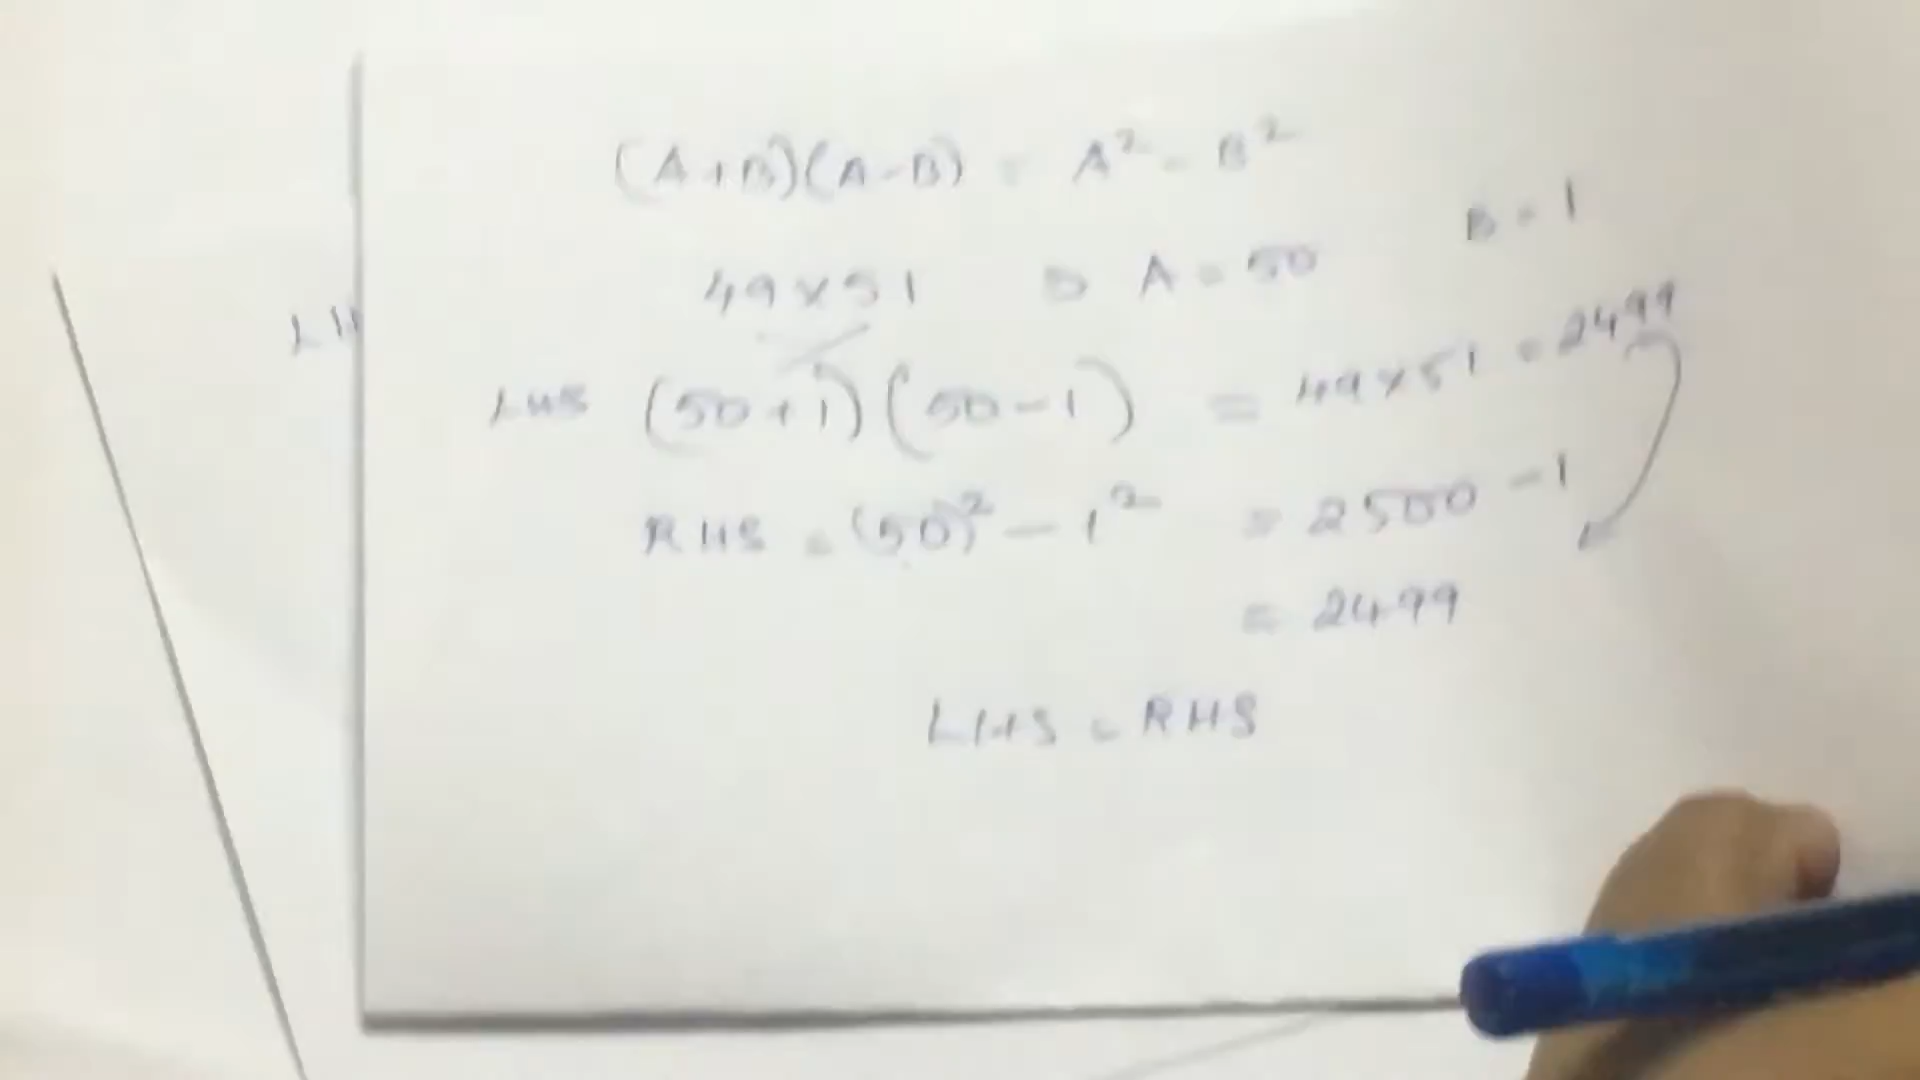 (A+B)(A-B) = A² - B²
B = 1
49×51 ⇒ A = 50
LH
LHS (50+1)(50-1) = 49×51 = 2499
RHS = (50)² - 1² = 2500 - 1
= 2499
LHS = RHS